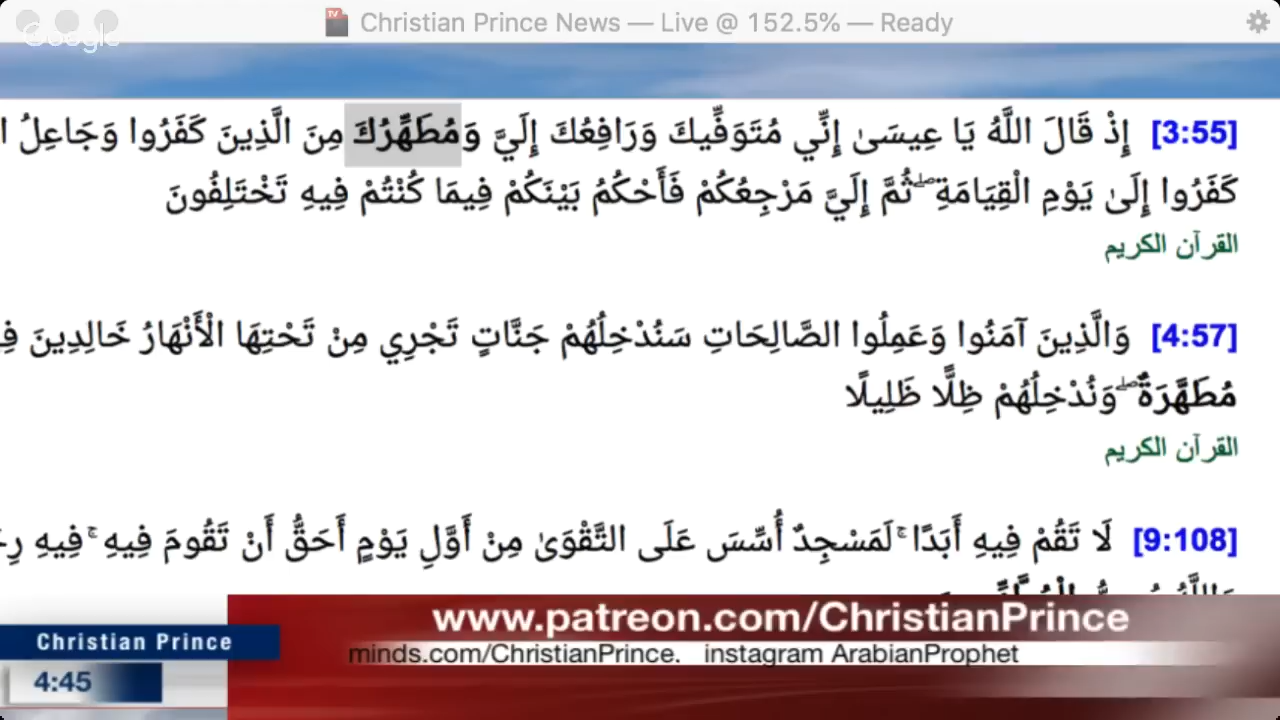 Christian Prince News — Live @ 152.5% — Ready
Google
[3:55] إِذْ قَالَ اللَّهُ يَا عِيسَىٰ إِنِّي مُتَوَفِّيكَ وَرَافِعُكَ إِلَيَّ وَمُطَهِّرُكَ مِنَ الَّذِينَ كَفَرُوا وَجَاعِلُ
كَفَرُوا إِلَىٰ يَوْمِ الْقِيَامَةِ ۖ ثُمَّ إِلَيَّ مَرْجِعُكُمْ فَأَحْكُمُ بَيْنَكُمْ فِيمَا كُنْتُمْ فِيهِ تَخْتَلِفُونَ
القرآن الكريم
[4:57] وَالَّذِينَ آمَنُوا وَعَمِلُوا الصَّالِحَاتِ سَنُدْخِلُهُمْ جَنَّاتٍ تَجْرِي مِنْ تَحْتِهَا الْأَنْهَارُ خَالِدِينَ
مُطَهَّرَةٌ ۖ وَنُدْخِلُهُمْ ظِلًّا ظَلِيلًا
القرآن الكريم
[9:108] لَا تَقُمْ فِيهِ أَبَدًا ۚ لَمَسْجِدٌ أُسِّسَ عَلَى التَّقْوَىٰ مِنْ أَوَّلِ يَوْمٍ أَحَقُّ أَنْ تَقُومَ فِيهِ ۚ فِيهِ
www.patreon.com/ChristianPrince
Christian Prince
minds.com/ChristianPrince. instagram ArabianProphet
4:45